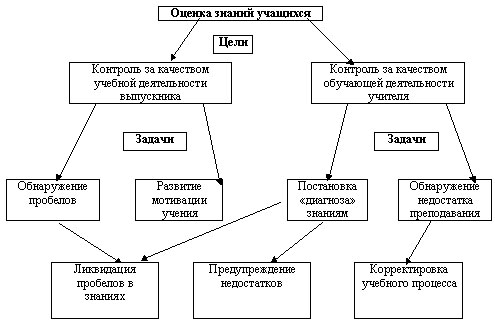 Оценка знаний учащихся
Цели
Контроль за качеством
учебной деятельности
выпускника
Контроль за качеством
обучающей деятельности
учителя
Задачи
Задачи
Обнаружение
пробелов
Развитие
мотивации
учения
Постановка
«диагноза»
знаниям
Обнаружение
недостатка
преподавания
Ликвидация
пробелов в
знаниях
Предупреждение
недостатков
Корректировка
учебного процесса